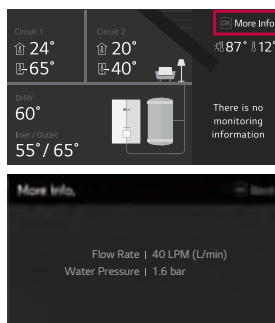 Circuit 1
Circuit 2
OK More Info
24°
20°
87° 12°
65°
40°
DHW
60°
There is no
monitoring
information
Inlet / Outlet
55°/ 65°
More Info.
Flow Rate | 40 LPM (L/min)
Water Pressure | 1.6 bar